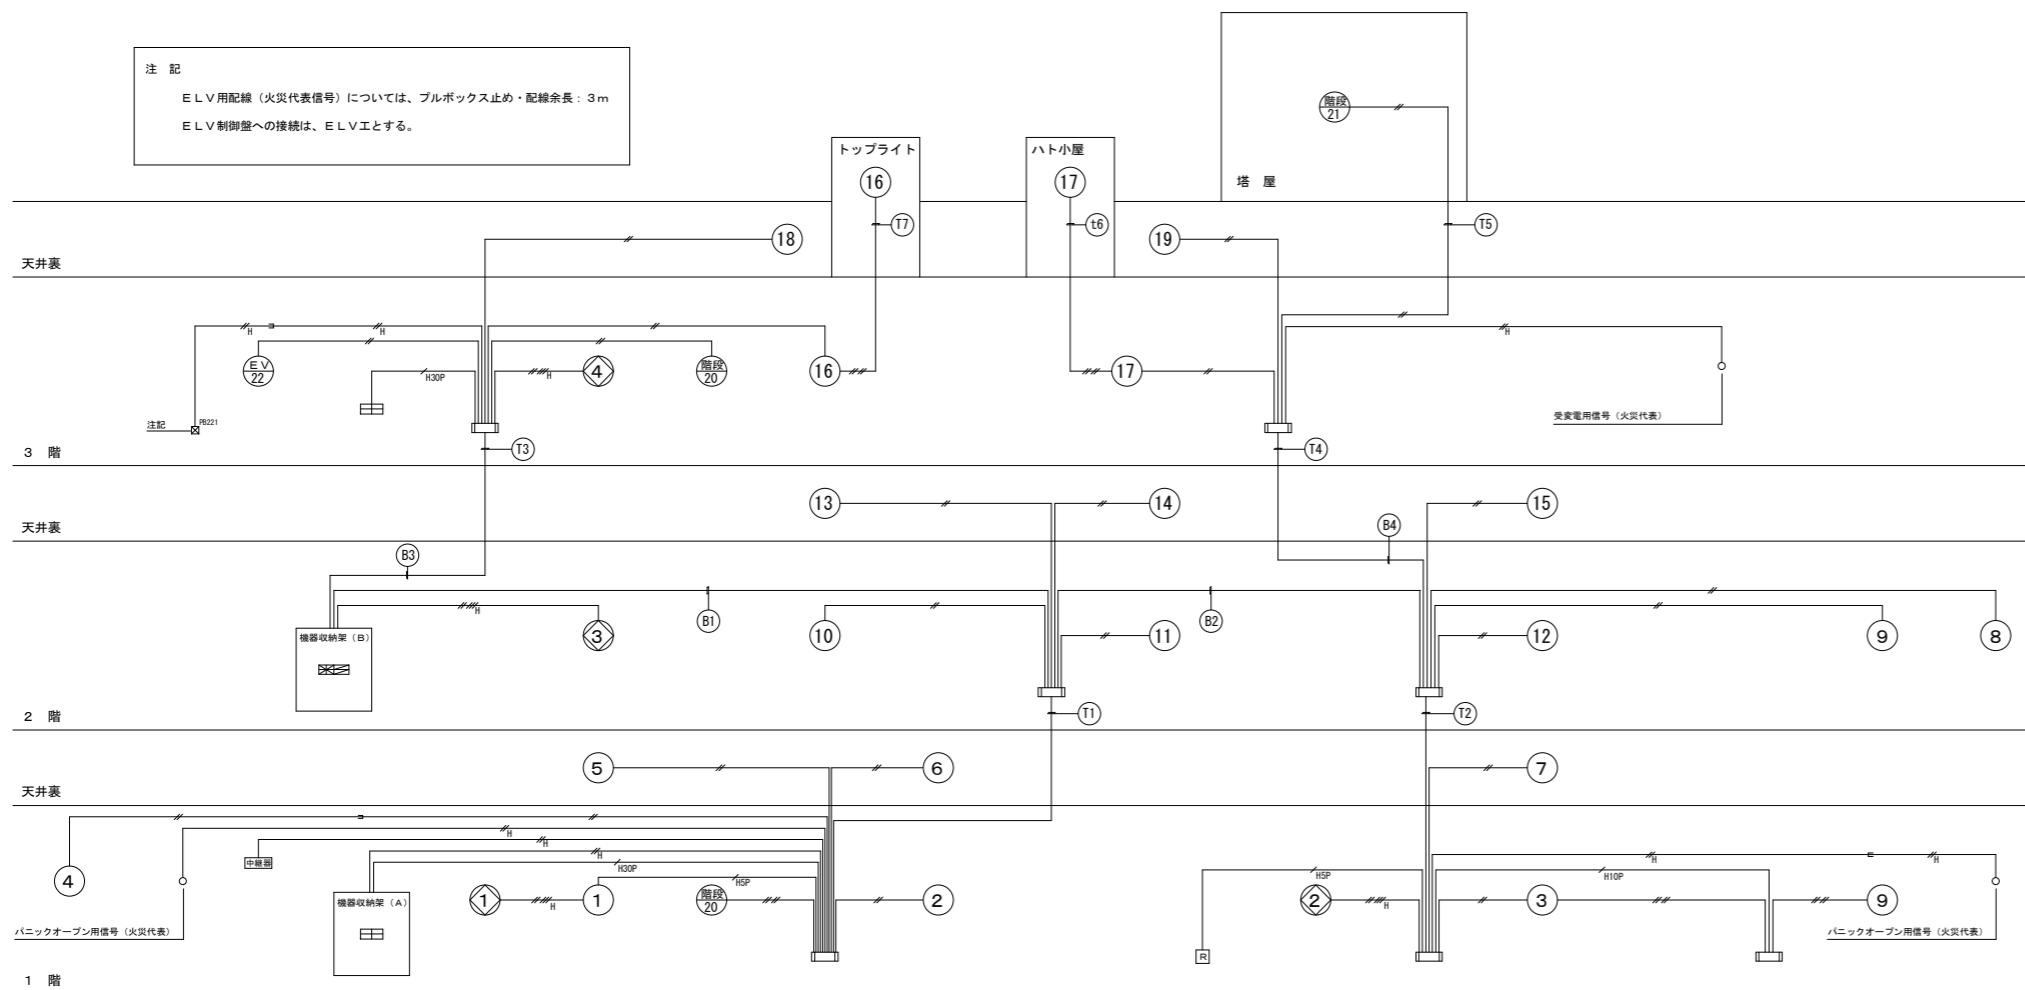 注　記
ＥＬＶ用配線（火災代表信号）については、プルボックス止め・配線余長：３ｍ
ＥＬＶ制御盤への接続は、ＥＬＶ工とする。
階段
21
トップライト
ハト小屋
16
17
塔　屋
T7
t6
T5
18
19
天井裏
H
H
H
ＥＶ
22
H30P
H
4
階段
20
16
17
注記
PB221
受変電用信号（火災代表）
T3
T4
３　階
13
14
15
天井裏
B4
B3
H
B1
B2
機器収納架（Ｂ）
3
10
11
12
9
8
T1
T2
２　階
5
6
7
天井裏
H
H
中継器
H
H30P
H5P
4
H
H
H5P
H10P
機器収納架（Ａ）
1
H
1
階段
20
2
2
H
3
9
パニックオープン用信号（火災代表）
パニックオープン用信号（火災代表）
R
１　階